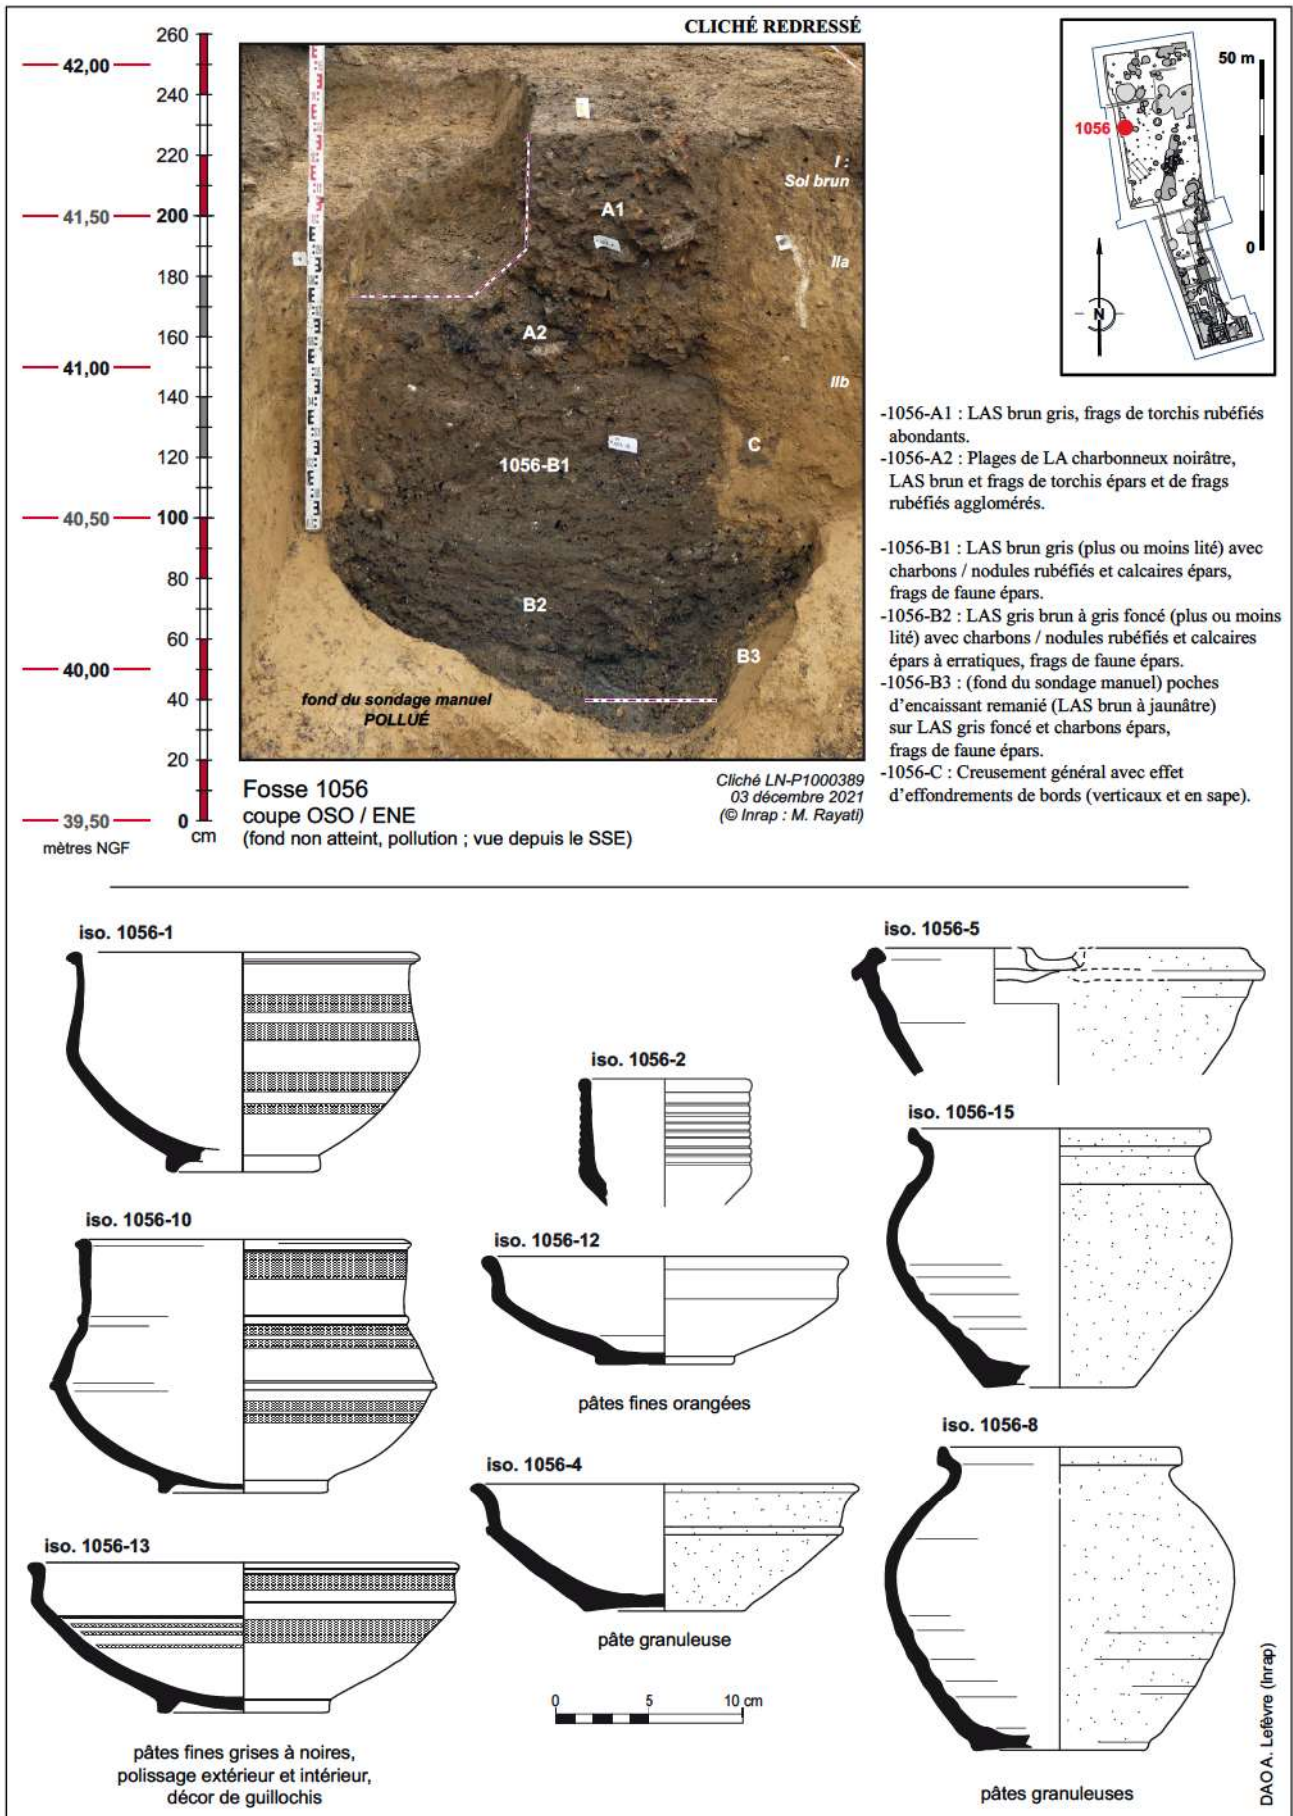 CLICHÉ REDRESSÉ
260
42,00
240
220
41,50
200
180
160
41,00
140
120
40,50
100
80
60
40,00
40
20
39,50
0
mètres NGF
cm
I :
Sol brun
A1
IIa
A2
IIb
C
1056-B1
B2
B3
fond du sondage manuel
POLLUÉ
50 m
1056
0
N
Fosse 1056
coupe OSO / ENE
(fond non atteint, pollution ; vue depuis le SSE)
Cliché LN-P1000389
03 décembre 2021
(© Inrap : M. Rayati)
-1056-A1 : LAS brun gris, frags de torchis rubéfiés
abondants.
-1056-A2 : Plages de LA charbonneux noirâtre,
LAS brun et frags de torchis épars et de frags
rubéfiés agglomérés.
-1056-B1 : LAS brun gris (plus ou moins lité) avec
charbons / nodules rubéfiés et calcaires épars,
frags de faune épars.
-1056-B2 : LAS gris brun à gris foncé (plus ou moins
lité) avec charbons / nodules rubéfiés et calcaires
épars à erratiques, frags de faune épars.
-1056-B3 : (fond du sondage manuel) poches
d'encaissant remanié (LAS brun à jaunâtre)
sur LAS gris foncé et charbons épars,
frags de faune épars.
-1056-C : Creusement général avec effet
d'effondrements de bords (verticaux et en sape).
iso. 1056-1
iso. 1056-10
iso. 1056-13
pâtes fines grises à noires,
polissage extérieur et intérieur,
décor de guillochis
iso. 1056-2
iso. 1056-12
pâtes fines orangées
iso. 1056-4
pâte granuleuse
0 5 10 cm
iso. 1056-5
iso. 1056-15
iso. 1056-8
pâtes granuleuses
DAO A. Lefèvre (Inrap)